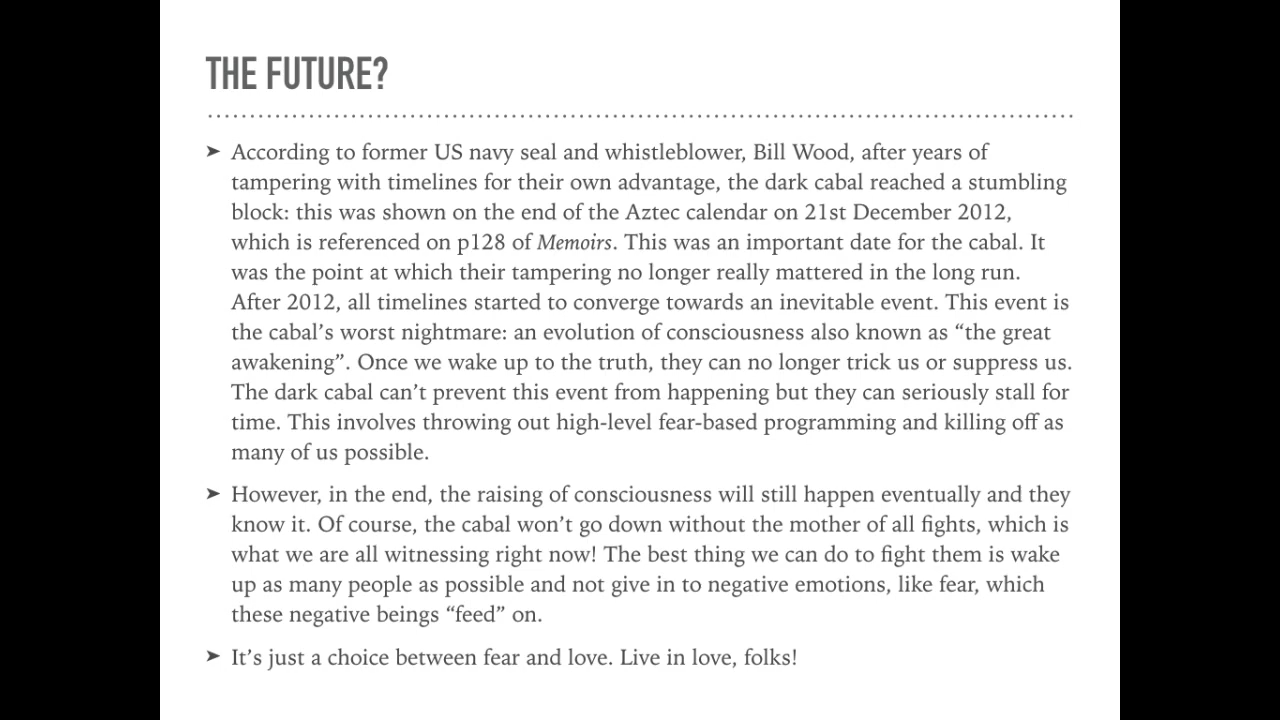 THE FUTURE?
➤ According to former US navy seal and whistleblower, Bill Wood, after years of
tampering with timelines for their own advantage, the dark cabal reached a stumbling
block: this was shown on the end of the Aztec calendar on 21st December 2012,
which is referenced on p128 of Memoirs. This was an important date for the cabal. It
was the point at which their tampering no longer really mattered in the long run.
After 2012, all timelines started to converge towards an inevitable event. This event is
the cabal’s worst nightmare: an evolution of consciousness also known as “the great
awakening”. Once we wake up to the truth, they can no longer trick us or suppress us.
The dark cabal can’t prevent this event from happening but they can seriously stall for
time. This involves throwing out high-level fear-based programming and killing off as
many of us possible.
➤ However, in the end, the raising of consciousness will still happen eventually and they
know it. Of course, the cabal won’t go down without the mother of all fights, which is
what we are all witnessing right now! The best thing we can do to fight them is wake
up as many people as possible and not give in to negative emotions, like fear, which
these negative beings “feed” on.
➤ It’s just a choice between fear and love. Live in love, folks!